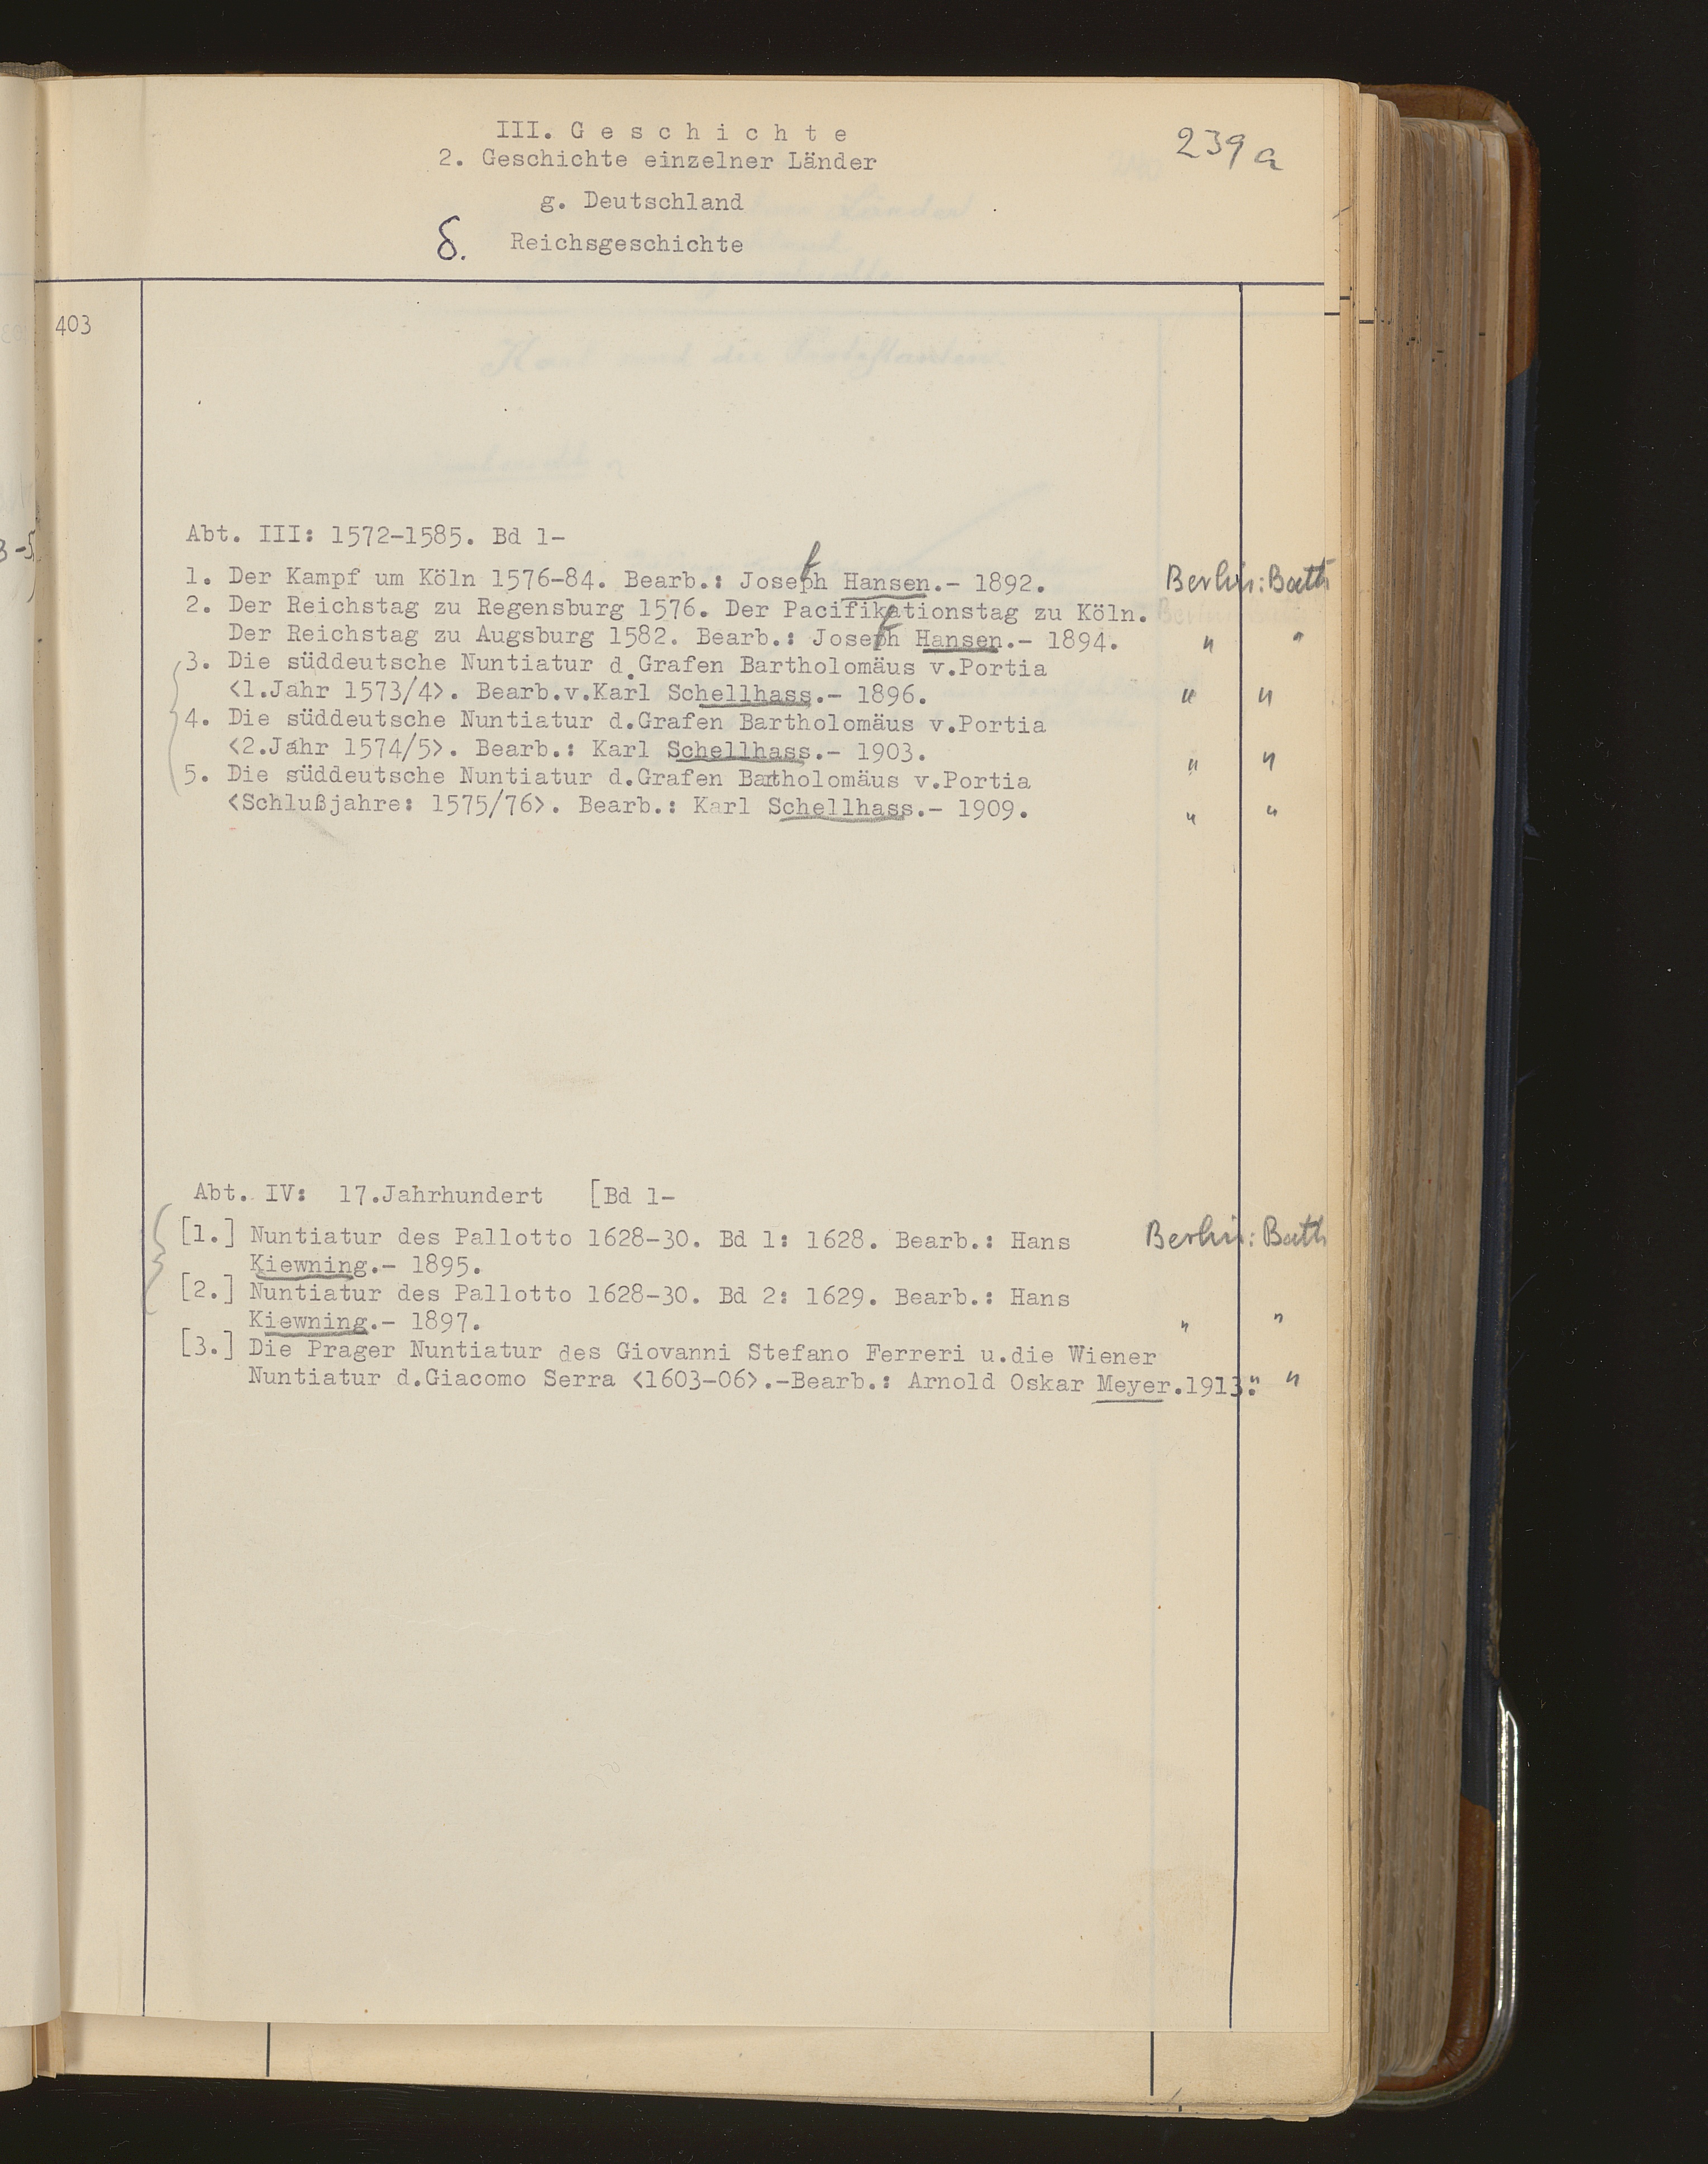 III. G e s c h i c h t e
239a
2. Geschichte einzelner Länder
g. Deutschland
δ. Reichsgeschichte
403
Abt. III: 1572-1585. Bd 1-
1. Der Kampf um Köln 1576-84. Bearb.: Joseph Hansen.- 1892. Berlin: Bath
2. Der Reichstag zu Regensburg 1576. Der Pacifikationstag zu Köln.
Der Reichstag zu Augsburg 1582. Bearb.: Joseph Hansen.- 1894. " "
3. Die süddeutsche Nuntiatur d.Grafen Bartholomäus v.Portia
<1.Jahr 1573/4>. Bearb.v.Karl Schellhass.- 1896. " "
4. Die süddeutsche Nuntiatur d.Grafen Bartholomäus v.Portia
<2.Jahr 1574/5>. Bearb.: Karl Schellhass.- 1903. " "
5. Die süddeutsche Nuntiatur d.Grafen Bartholomäus v.Portia
<Schlußjahre: 1575/76>. Bearb.: Karl Schellhass.- 1909. " "
Abt. IV: 17.Jahrhundert [Bd 1-
[1.] Nuntiatur des Pallotto 1628-30. Bd 1: 1628. Bearb.: Hans Berlin: Bath
Kiewning.- 1895.
[2.] Nuntiatur des Pallotto 1628-30. Bd 2: 1629. Bearb.: Hans
Kiewning.- 1897. " "
[3.] Die Prager Nuntiatur des Giovanni Stefano Ferreri u.die Wiener
Nuntiatur d.Giacomo Serra <1603-06>.-Bearb.: Arnold Oskar Meyer.1913. " "